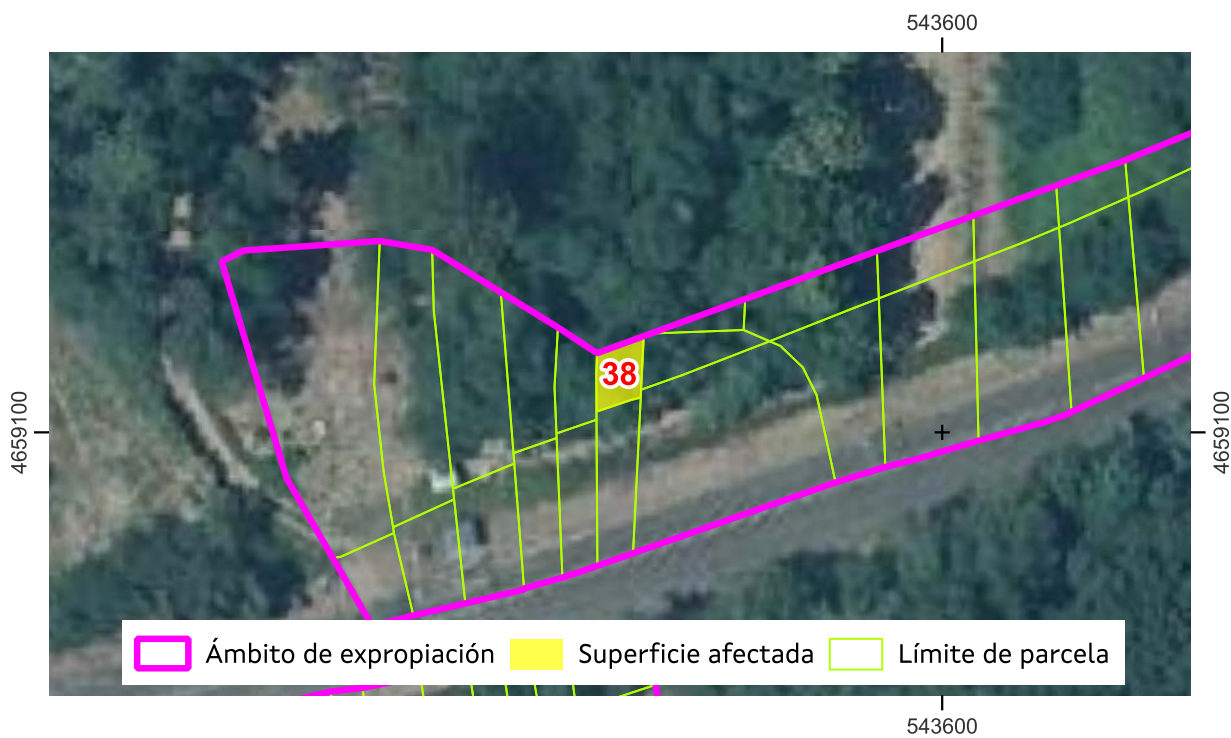 543600
4659100
4659100
38
Ámbito de expropiación
Superficie afectada
Límite de parcela
543600